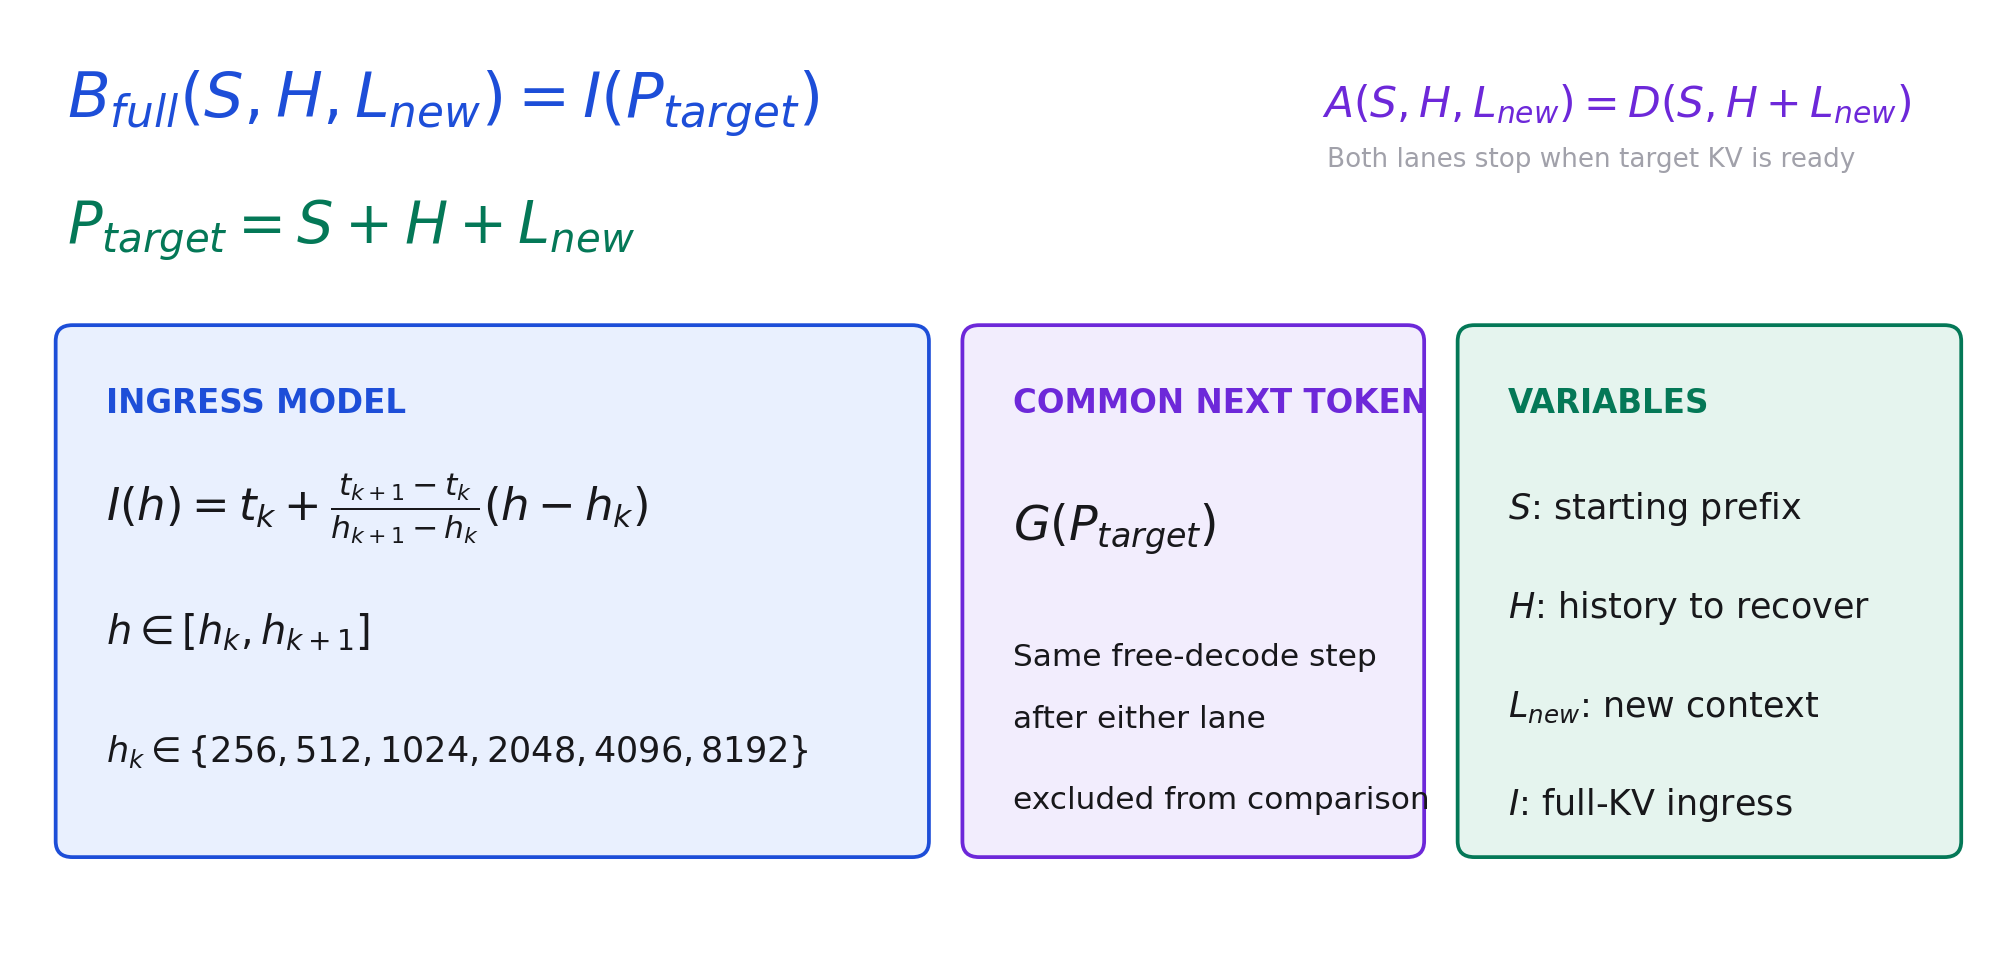 B_full(S, H, L_new) = I(P_target)
A(S, H, L_new) = D(S, H + L_new)
Both lanes stop when target KV is ready
P_target = S + H + L_new
INGRESS MODEL
I(h) = t_k + \frac{t_{k+1} − t_k}{h_{k+1} − h_k}(h − h_k)
h ∈ [h_k, h_{k+1}]
h_k ∈ {256, 512, 1024, 2048, 4096, 8192}
COMMON NEXT TOKEN
G(P_target)
Same free-decode step
after either lane
excluded from comparison
VARIABLES
S: starting prefix
H: history to recover
L_new: new context
I: full-KV ingress